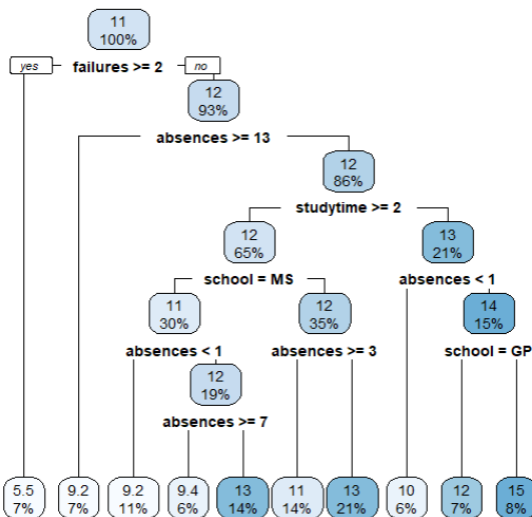 11
100%
yes failures >= 2 no
12
93%
absences >= 13
12
86%
studytime >= 2
12 13
65% 21%
school = MS absences < 1
11 12 14
30% 35% 15%
absences < 1 absences >= 3 school = GP
12
19%
absences >= 7
5.5 9.2 9.2 9.4 13 11 13 10 12 15
7% 7% 11% 6% 14% 14% 21% 6% 7% 8%